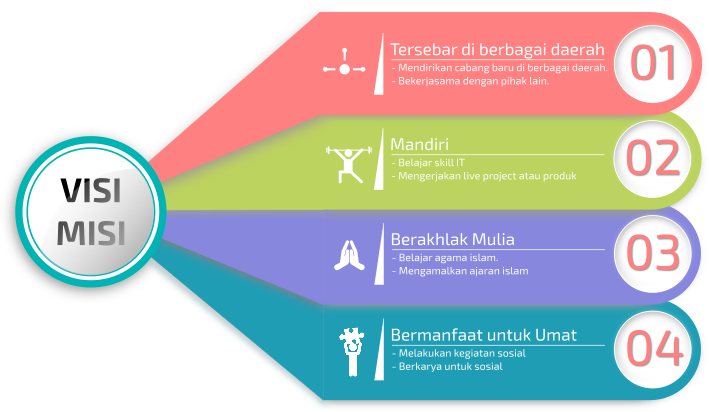 VISI
MISI
Tersebar di berbagai daerah
- Mendirikan cabang baru di berbagai daerah.
- Bekerjasama dengan pihak lain.
01
Mandiri
- Belajar skill IT
- Mengerjakan live project atau produk
02
Berakhlak Mulia
- Belajar agama islam.
- Mengamalkan ajaran islam
03
Bermanfaat untuk Umat
- Melakukan kegiatan sosial
- Berkarya untuk sosial
04